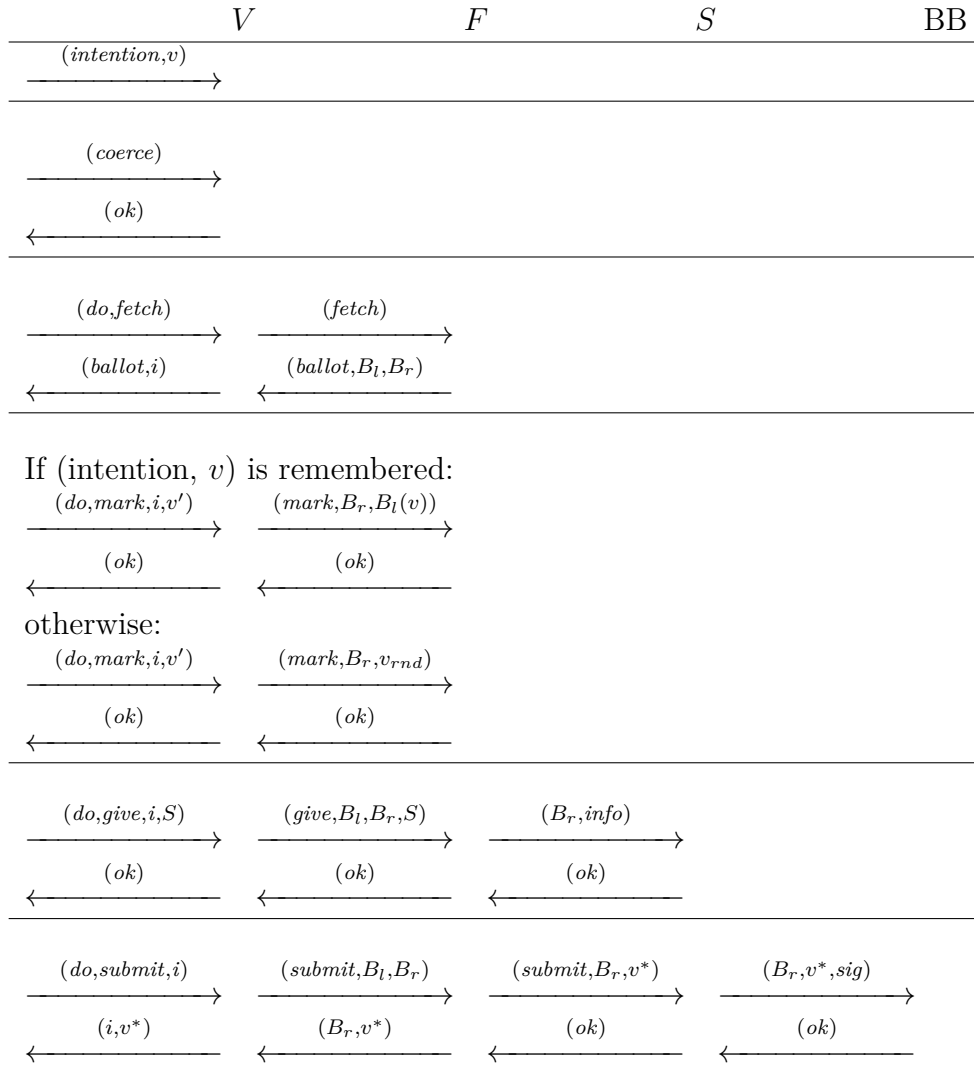 V F S BB
(intention,v)
(coerce)
(ok)
(do,fetch) (fetch)
(ballot,i) (ballot,B_l,B_r)
If (intention, v) is remembered:
(do,mark,i,v′) (mark,B_r,B_l(v))
(ok) (ok)
otherwise:
(do,mark,i,v′) (mark,B_r,v_rnd)
(ok) (ok)
(do,give,i,S) (give,B_l,B_r,S) (B_r,info)
(ok) (ok) (ok)
(do,submit,i) (submit,B_l,B_r) (submit,B_r,v*) (B_r,v*,sig)
(i,v*) (B_r,v*) (ok) (ok)